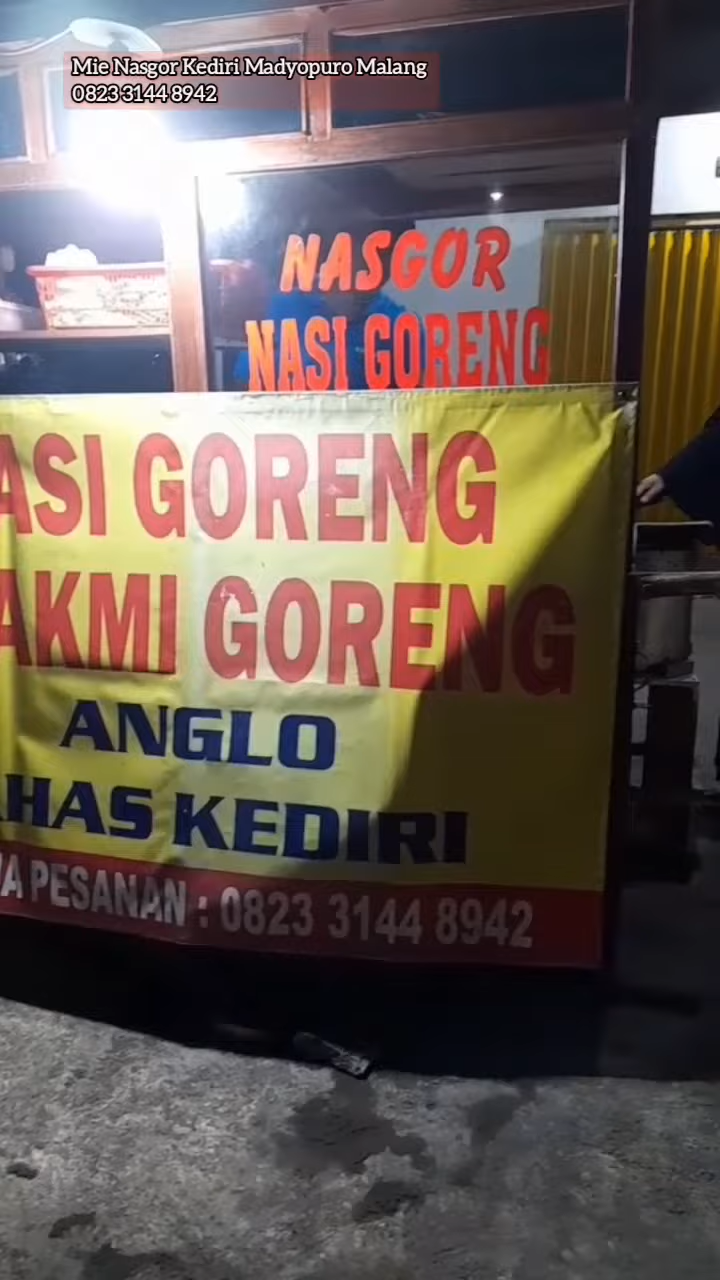 Mie Nasgor Kediri Madyopuro Malang
0823 3144 8942
NASGOR
NASI GORENG
ASI GORENG
AKMI GORENG
ANGLO
HAS KEDIRI
A PESANAN : 0823 3144 8942